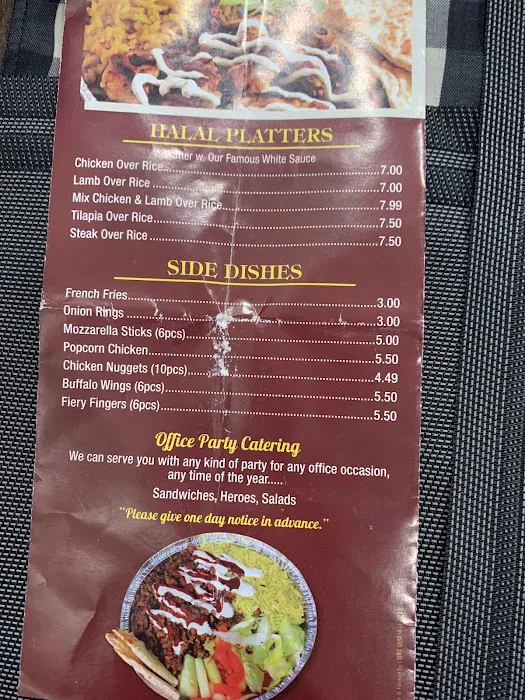 HALAL PLATTERS
Platter w. Our Famous White Sauce
Chicken Over Rice 7.00
Lamb Over Rice 7.00
Mix Chicken & Lamb Over Rice 7.99
Tilapia Over Rice 7.50
Steak Over Rice 7.50
SIDE DISHES
French Fries 3.00
Onion Rings 3.00
Mozzarella Sticks (6pcs) 5.00
Popcorn Chicken 5.50
Chicken Nuggets (10pcs) 4.49
Buffalo Wings (6pcs) 5.50
Fiery Fingers (6pcs) 5.50
Office Party Catering
We can serve you with any kind of party for any office occasion,
any time of the year.....
Sandwiches, Heroes, Salads
"Please give one day notice in advance."